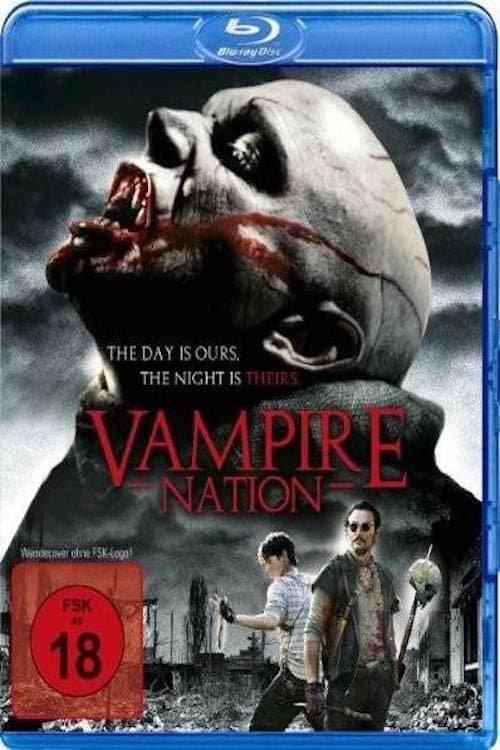 Blu-ray Disc
THE DAY IS OURS,
THE NIGHT IS THEIRS.
VAMPIRE
NATION
Wendecover ohne FSK-Logo!
FSK
ab
18